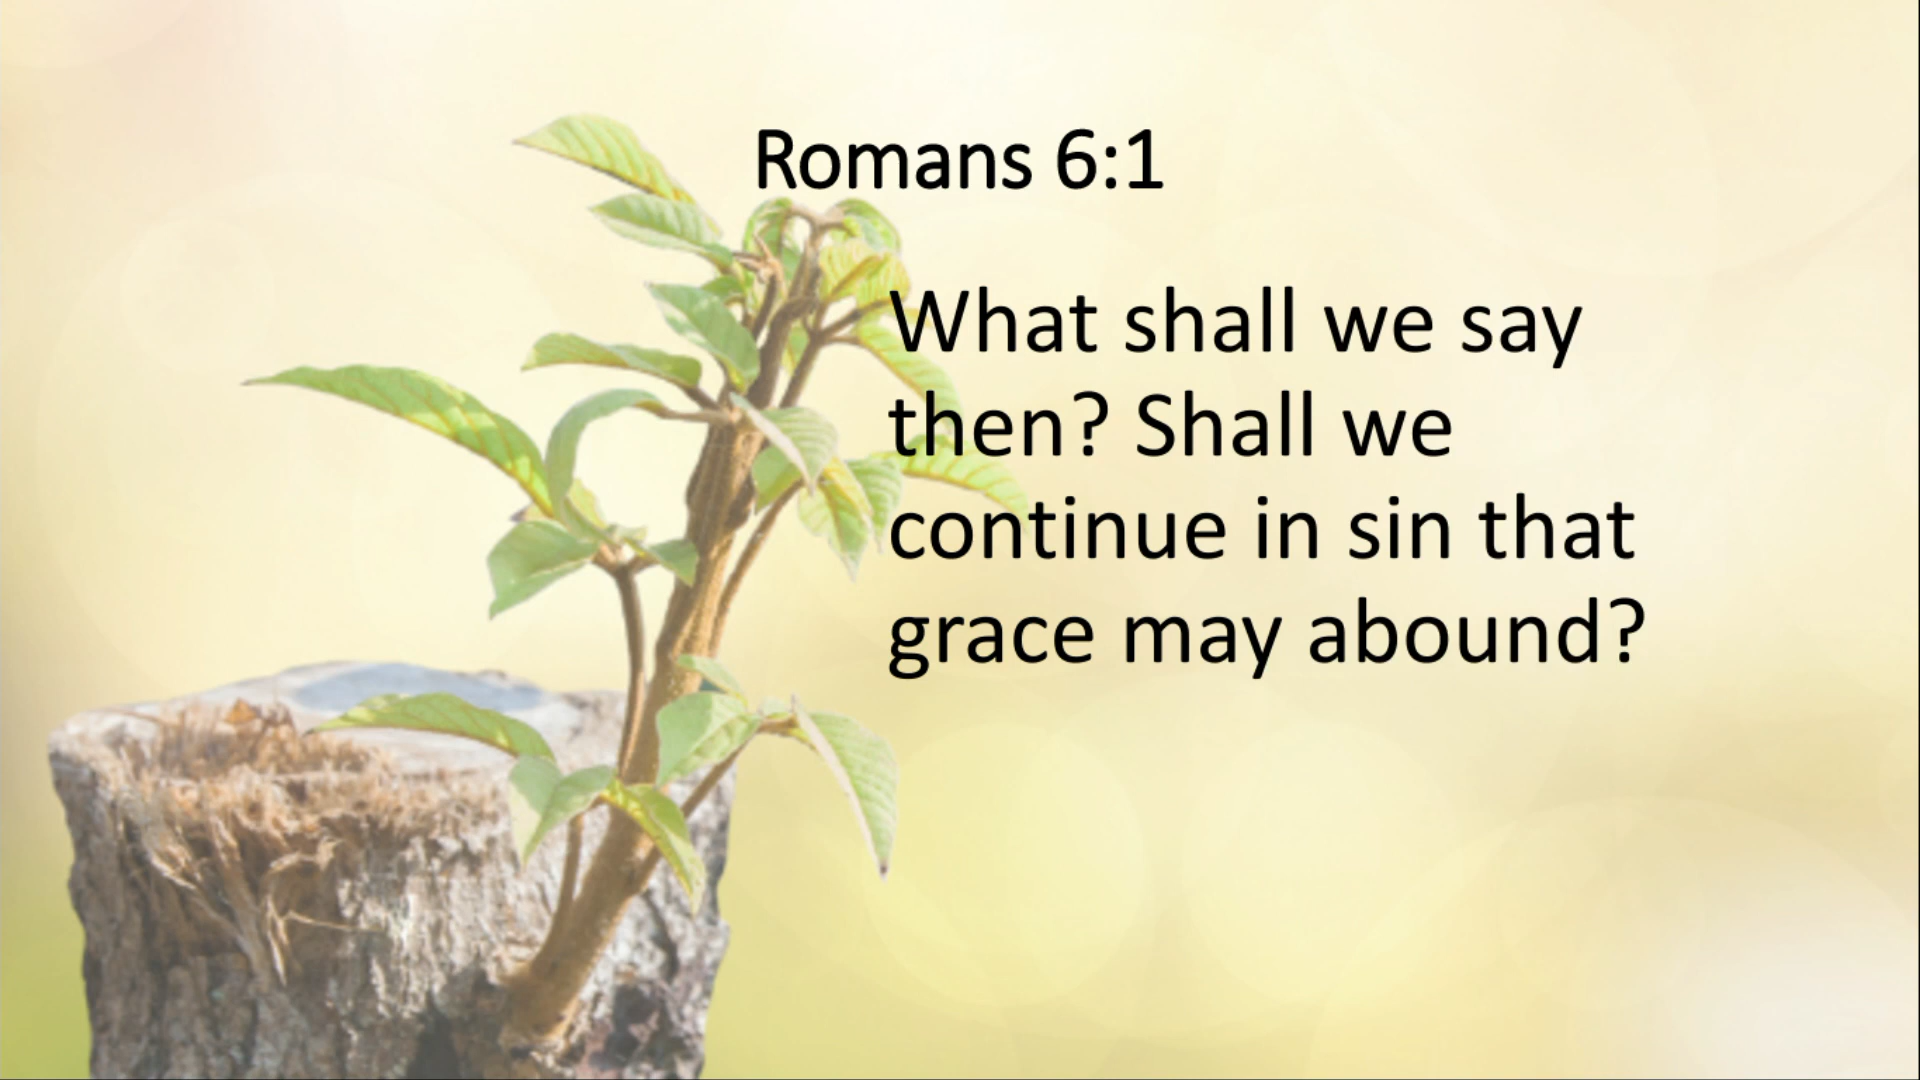 Romans 6:1
What shall we say
then? Shall we
continue in sin that
grace may abound?